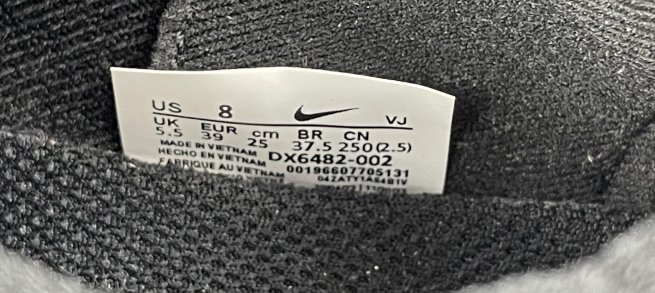 US 8 VJ
UK EUR cm BR CN
5.5 39 25 37.5 250(2.5)
MADE IN VIETNAM
HECHO EN VIETNAM DX6482-002
FABRIQUE AU VIETNAM 00196607705131
04ZATY1A64B1V